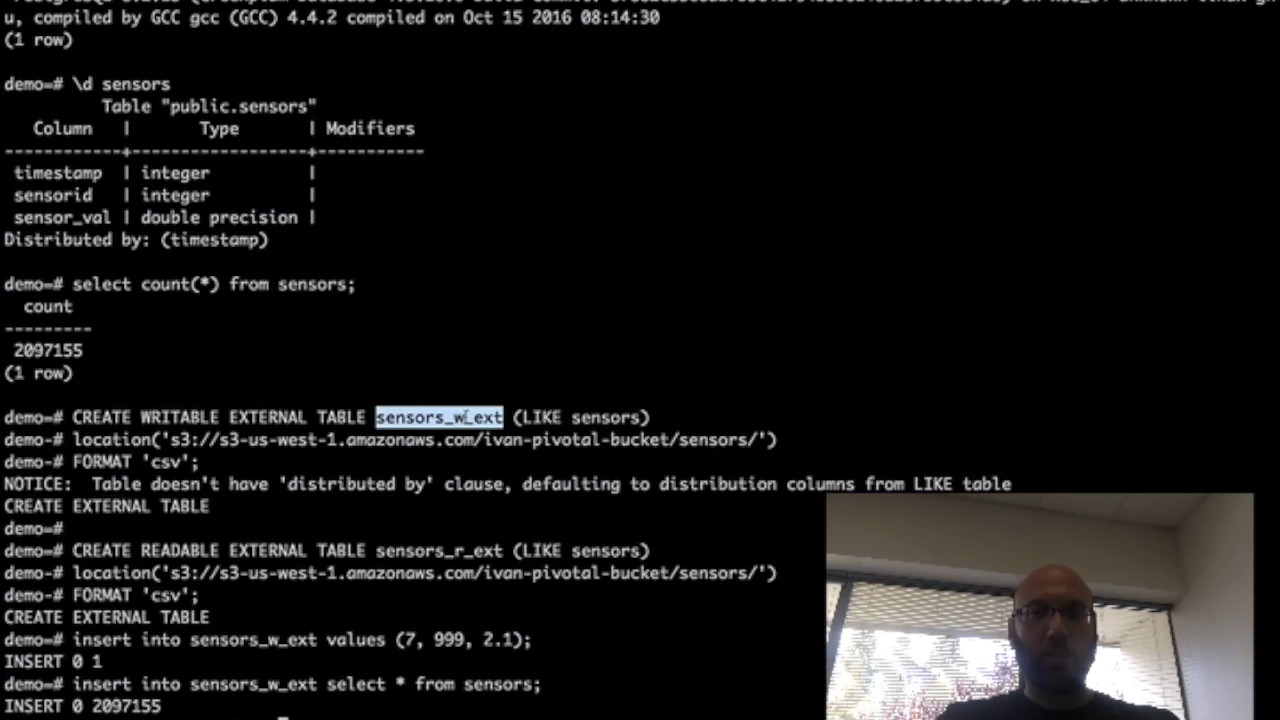 u, compiled by GCC gcc (GCC) 4.4.2 compiled on Oct 15 2016 08:14:30
(1 row)
demo=# \d sensors
Table "public.sensors"
Column | Type | Modifiers
------------+------------------+-----------
timestamp | integer |
sensorid | integer |
sensor_val | double precision |
Distributed by: (timestamp)
demo=# select count(*) from sensors;
count
---------
2097155
(1 row)
demo=# CREATE WRITABLE EXTERNAL TABLE sensors_w_ext (LIKE sensors)
demo-# location('s3://s3-us-west-1.amazonaws.com/ivan-pivotal-bucket/sensors/')
demo-# FORMAT 'csv';
NOTICE: Table doesn't have 'distributed by' clause, defaulting to distribution columns from LIKE table
CREATE EXTERNAL TABLE
demo=#
demo=# CREATE READABLE EXTERNAL TABLE sensors_r_ext (LIKE sensors)
demo-# location('s3://s3-us-west-1.amazonaws.com/ivan-pivotal-bucket/sensors/')
demo-# FORMAT 'csv';
CREATE EXTERNAL TABLE
demo=# insert into sensors_w_ext values (7, 999, 2.1);
INSERT 0 1
demo=# insert select * from sensors;
INSERT 0 2097155